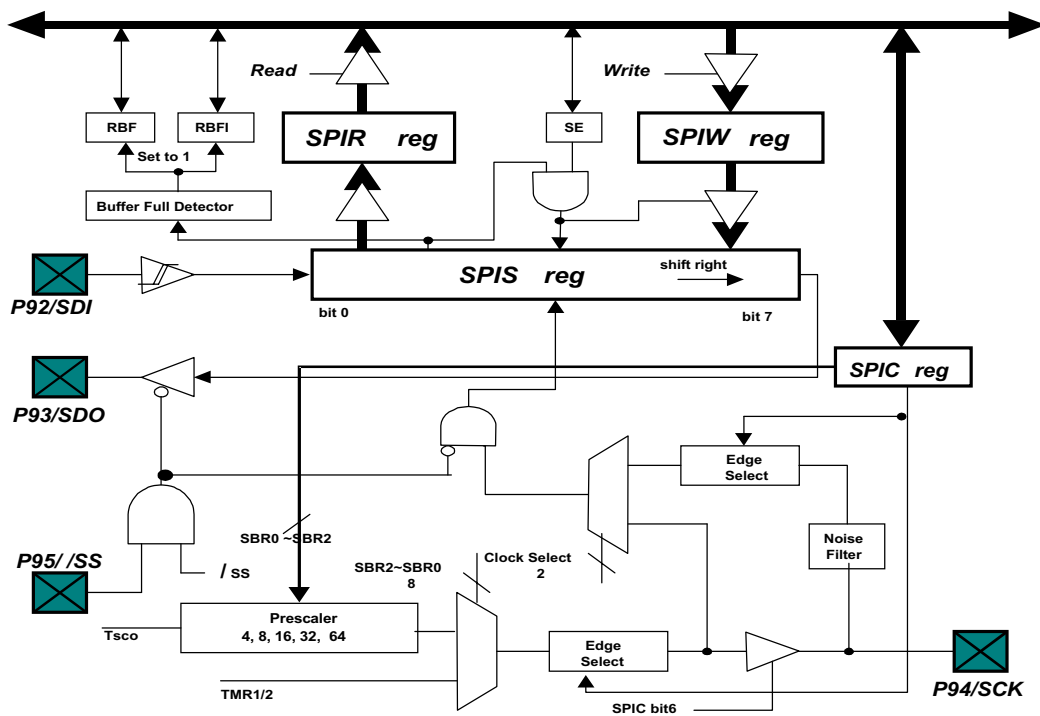 Read
Write
RBF
RBFI
SPIR reg
SE
SPIW reg
Set to 1
Buffer Full Detector
SPIS reg
shift right
P92/SDI
bit 0
bit 7
SPIC reg
P93/SDO
Edge
Select
Noise
Filter
SBR0 ~SBR2
Clock Select
2
P95/ /SS
/ SS
SBR2~SBR0
8
Prescaler
4, 8, 16, 32, 64
Tsco
Edge
Select
TMR1/2
SPIC bit6
P94/SCK